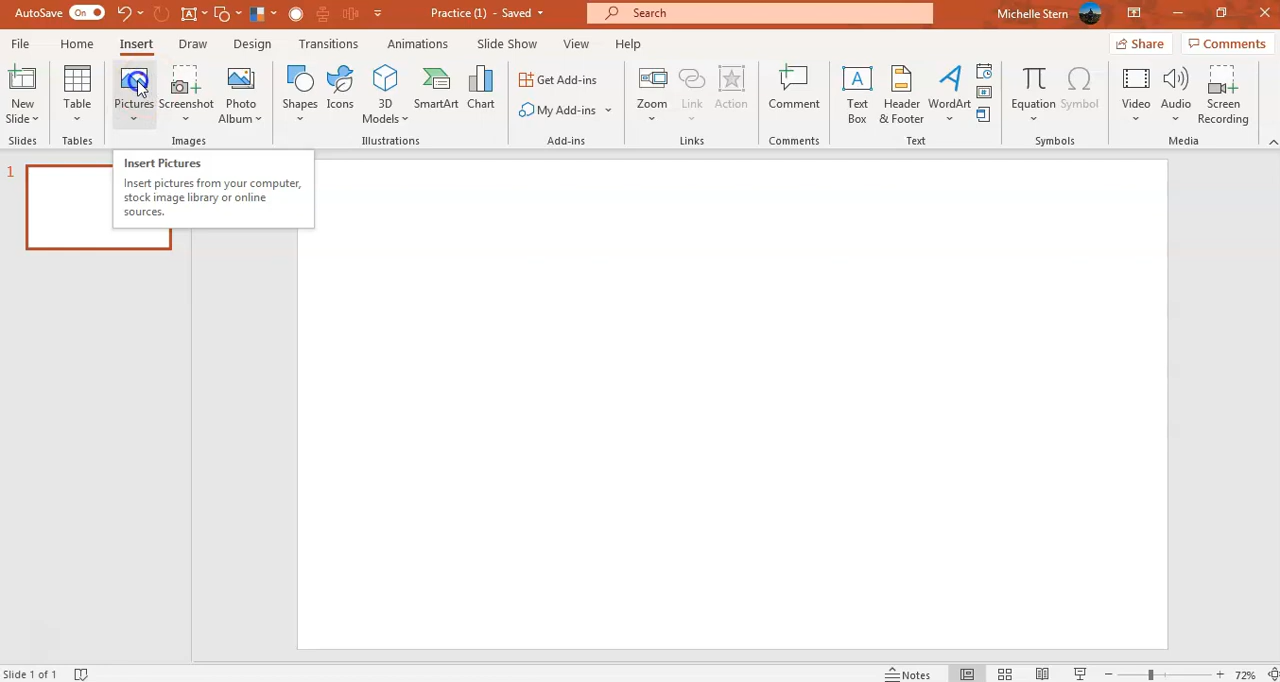 AutoSave On Practice (1) - Saved Search Michelle Stern
File Home Insert Draw Design Transitions Animations Slide Show View Help Share Comments
New Slide Table Pictures Screenshot Photo Album Shapes Icons 3D Models SmartArt Chart Get Add-ins My Add-ins Zoom Link Action Comment Text Box Header & Footer WordArt Equation Symbol Video Audio Screen Recording
Slides Tables Images Illustrations Add-ins Links Comments Text Symbols Media
1
Insert Pictures
Insert pictures from your computer,
stock image library or online
sources.
Slide 1 of 1 Notes 72%